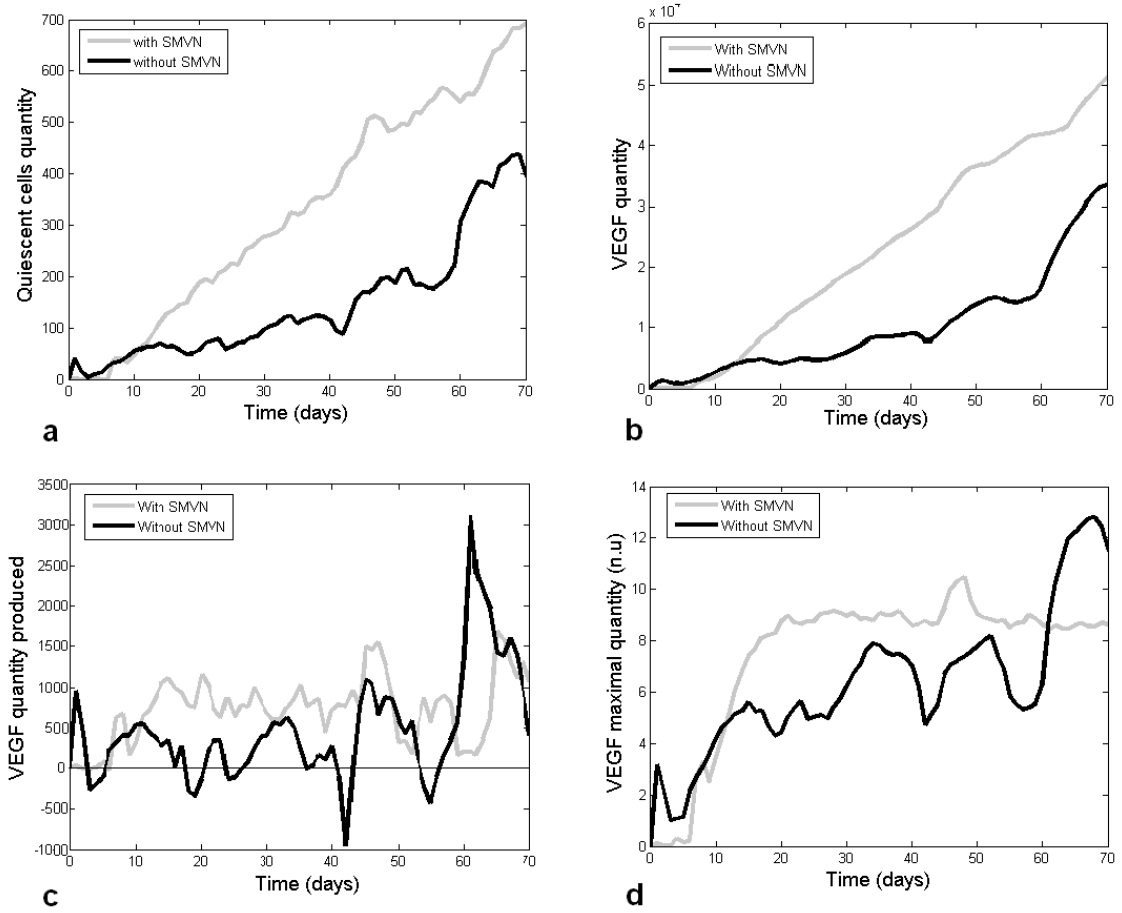 700
600
500
400
300
200
100
0
with SMVN
without SMVN
Quiescent cells quantity
0 10 20 30 40 50 60 70
Time (days)
a
x 10⁷
6
5
4
3
2
1
0
With SMVN
Without SMVN
VEGF quantity
0 10 20 30 40 50 60 70
Time (days)
b
3500
3000
2500
2000
1500
1000
500
0
-500
-1000
With SMVN
Without SMVN
VEGF quantity produced
0 10 20 30 40 50 60 70
Time (days)
c
14
12
10
8
6
4
2
0
With SMVN
Without SMVN
VEGF maximal quantity (n.u)
0 10 20 30 40 50 60 70
Time (days)
d